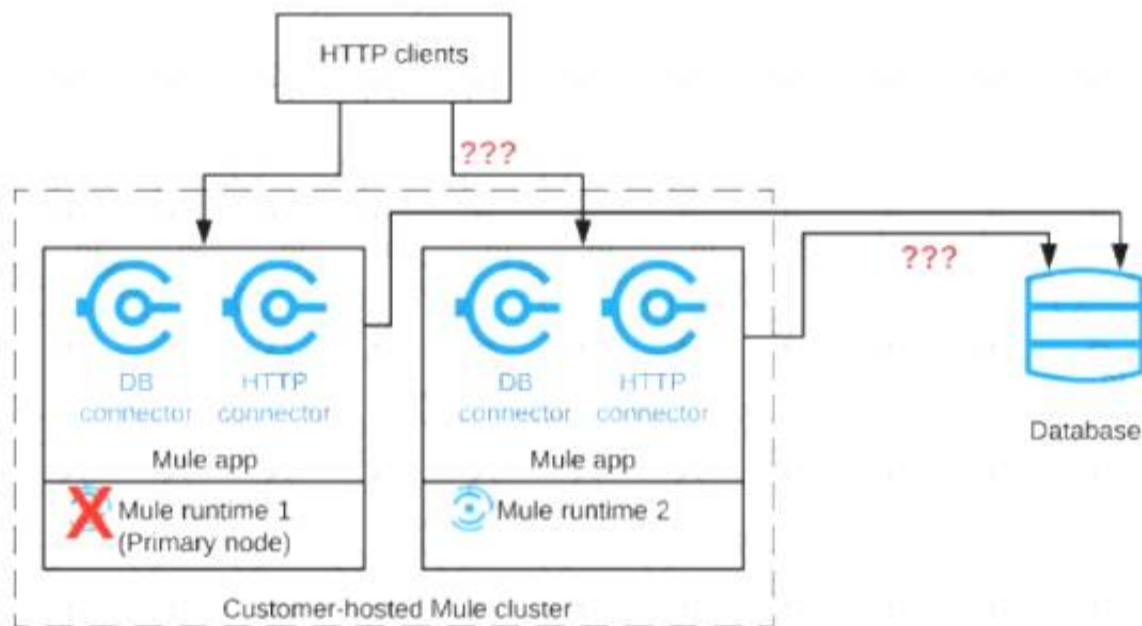 HTTP clients
???
???
DB
connector
HTTP
connector
DB
connector
HTTP
connector
Database
Mule app
Mule app
Mule runtime 1
(Primary node)
Mule runtime 2
Customer-hosted Mule cluster